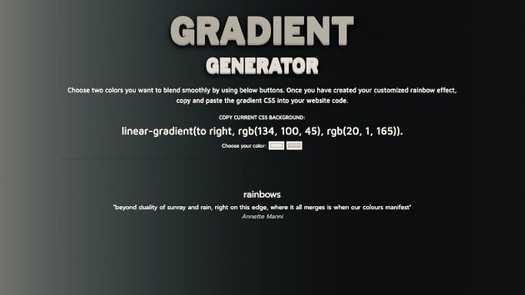 GRADIENT
GENERATOR
Choose two colors you want to blend smoothly by using below buttons. Once you have created your customized rainbow effect,
copy and paste the gradient CSS into your website code.
COPY CURRENT CSS BACKGROUND:
linear-gradient(to right, rgb(134, 100, 45), rgb(20, 1, 165)).
Choose your color:
rainbows
"beyond duality of sunray and rain, right on this edge, where it all merges is when our colours manifest"
Annette Manni